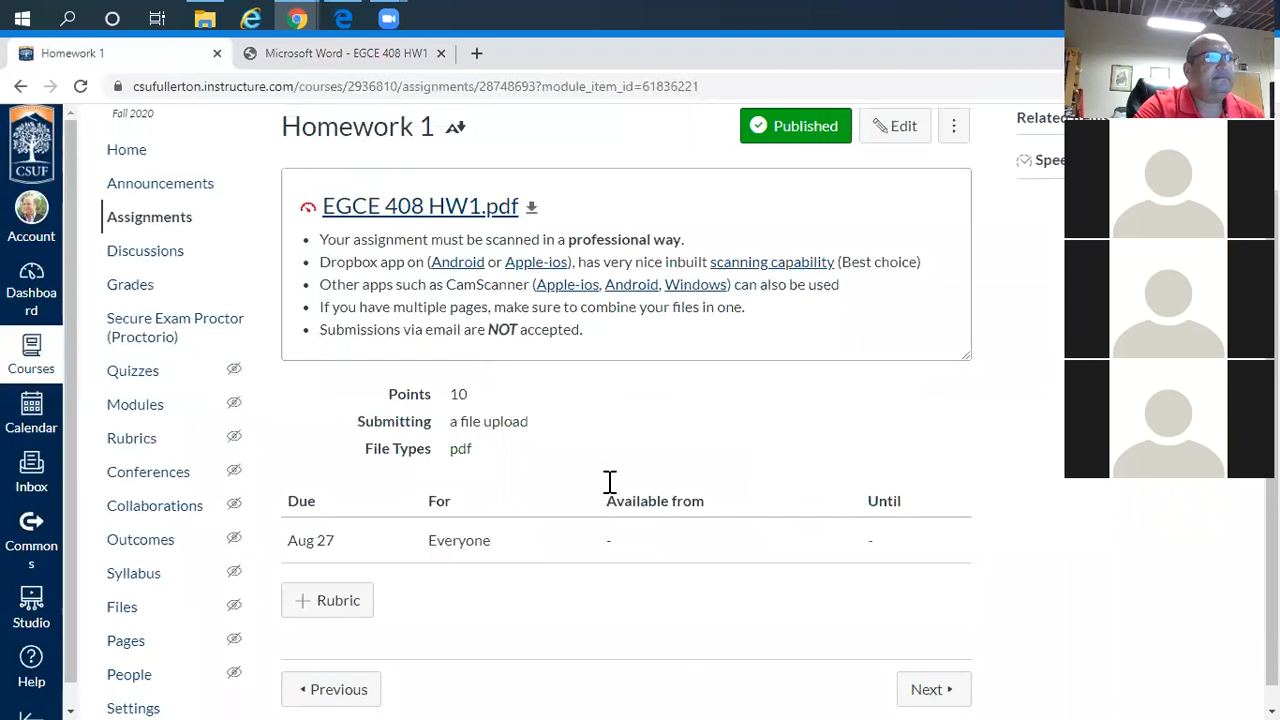 Homework 1
Microsoft Word - EGCE 408 HW1
csufullerton.instructure.com/courses/2936810/assignments/28748693?module_item_id=61836221
CSUF
Account
Dashboa
rd
Courses
Calendar
Inbox
Common
s
Studio
Help
Fall 2020
Home
Announcements
Assignments
Discussions
Grades
Secure Exam Proctor
(Proctorio)
Quizzes
Modules
Rubrics
Conferences
Collaborations
Outcomes
Syllabus
Files
Pages
People
Settings
Homework 1
Published
Edit
EGCE 408 HW1.pdf
• Your assignment must be scanned in a professional way.
• Dropbox app on (Android or Apple-ios), has very nice inbuilt scanning capability (Best choice)
• Other apps such as CamScanner (Apple-ios, Android, Windows) can also be used
• If you have multiple pages, make sure to combine your files in one.
• Submissions via email are NOT accepted.
Points 10
Submitting a file upload
File Types pdf
Due For Available from Until
Aug 27 Everyone - -
+ Rubric
Previous
Next
Related
Spee